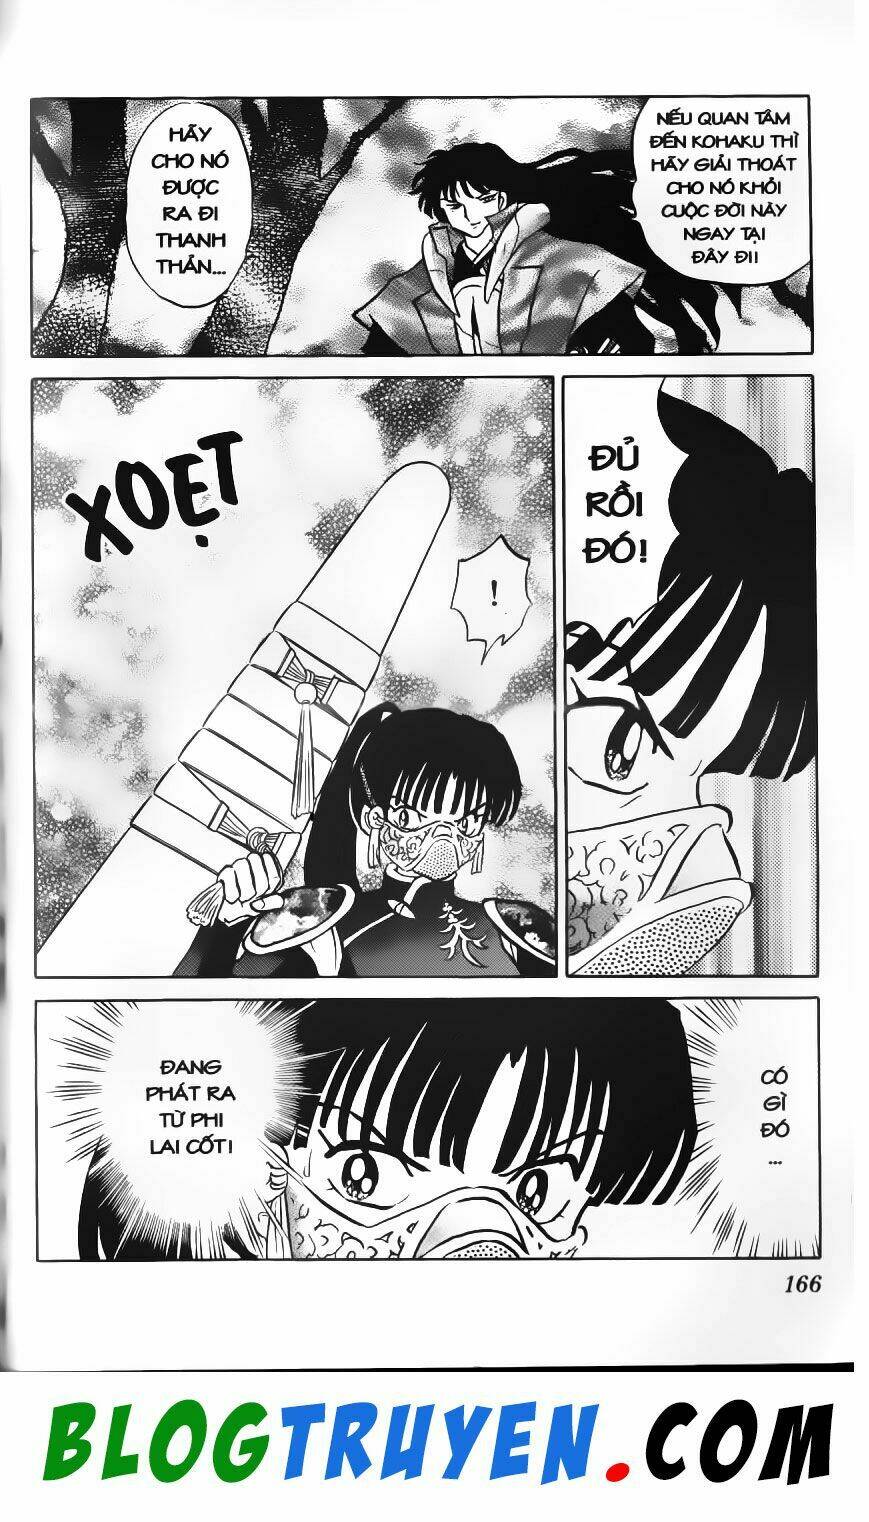 NẾU QUAN TÂM
ĐẾN KOHAKU THÌ
HÃY GIẢI THOÁT
CHO NÓ KHỎI
CUỘC ĐỜI NÀY
NGAY TẠI
ĐÂY ĐI!
HÃY
CHO NÓ
ĐƯỢC
RA ĐI
THANH
THẢN...
ĐỦ
RỒI
ĐÓ!
XOẸT
!
CÓ
GÌ
ĐÓ
...
ĐANG
PHÁT RA
TỪ PHI
LAI CỐT!
166
BLOGTRUYEN.COM